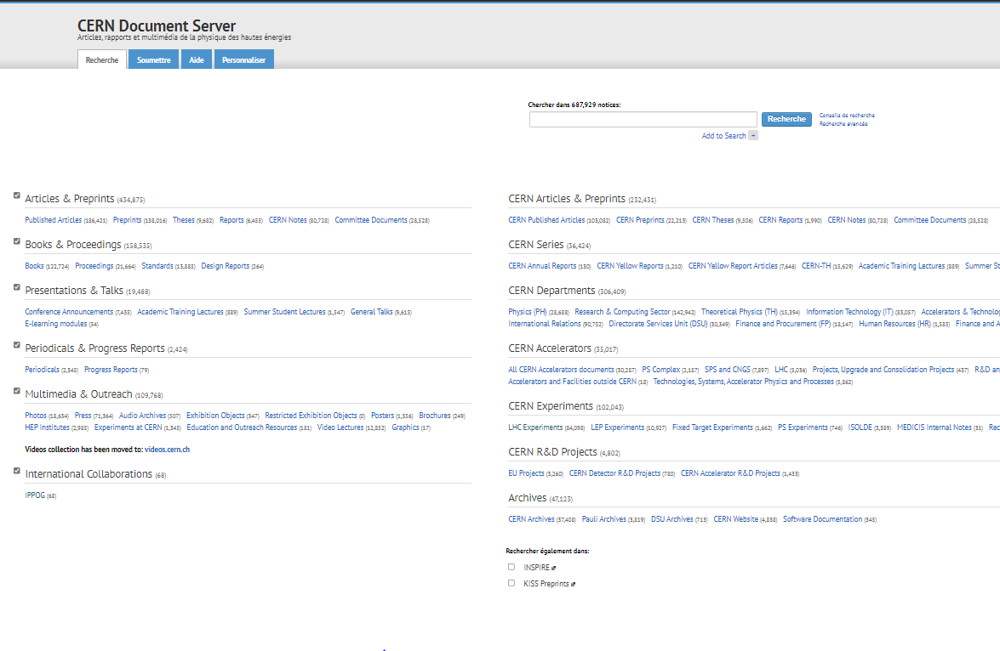 CERN Document Server
Articles, rapports et multimédia de la physique des hautes énergies
Recherche Soumettre Aide Personnaliser
Chercher dans 687,929 notices:
Recherche
Conseils de recherche
Recherche avancée
Add to Search +
Articles & Preprints (434,875)
Published Articles (186,421) Preprints (138,016) Theses (9,682) Reports (6,455) CERN Notes (80,728) Committee Documents (28,528)
Books & Proceedings (158,535)
Books (122,724) Proceedings (21,664) Standards (13,885) Design Reports (264)
Presentations & Talks (19,488)
Conference Announcements (7,435) Academic Training Lectures (889) Summer Student Lectures (1,547) General Talks (9,615)
E-learning modules (54)
Periodicals & Progress Reports (2,424)
Periodicals (2,345) Progress Reports (79)
Multimedia & Outreach (109,768)
Photos (18,634) Press (71,364) Audio Archives (507) Exhibition Objects (347) Restricted Exhibition Objects (0) Posters (1,356) Brochures (249)
HEP Institutes (2,985) Experiments at CERN (1,345) Education and Outreach Resources (181) Video Lectures (12,852) Graphics (17)
Videos collection has been moved to: videos.cern.ch
International Collaborations (68)
IPPOG (68)
CERN Articles & Preprints (232,431)
CERN Published Articles (103,082) CERN Preprints (22,213) CERN Theses (9,506) CERN Reports (1,990) CERN Notes (80,728) Committee Documents (28,528)
CERN Series (36,424)
CERN Annual Reports (130) CERN Yellow Reports (1,210) CERN Yellow Report Articles (7,646) CERN-TH (15,629) Academic Training Lectures (889) Summer St
CERN Departments (306,409)
Physics (PH) (28,688) Research & Computing Sector (142,942) Theoretical Physics (TH) (15,394) Information Technology (IT) (83,057) Accelerators & Technolog
International Relations (90,752) Directorate Services Unit (DSU) (30,349) Finance and Procurement (FP) (18,147) Human Resources (HR) (1,583) Finance and A
CERN Accelerators (35,017)
All CERN Accelerators documents (30,287) PS Complex (2,187) SPS and CNGS (7,897) LHC (5,036) Projects, Upgrade and Consolidation Projects (437) R&D an
Accelerators and Facilities outside CERN (18) Technologies, Systems, Accelerator Physics and Processes (5,862)
CERN Experiments (102,043)
LHC Experiments (84,098) LEP Experiments (10,927) Fixed Target Experiments (1,662) PS Experiments (746) ISOLDE (3,389) MEDICIS Internal Notes (31) Rec
CERN R&D Projects (4,802)
EU Projects (3,260) CERN Detector R&D Projects (780) CERN Accelerator R&D Projects (1,433)
Archives (47,123)
CERN Archives (37,408) Pauli Archives (3,819) DSU Archives (713) CERN Website (4,838) Software Documentation (345)
Rechercher également dans:
INSPIRE
KISS Preprints